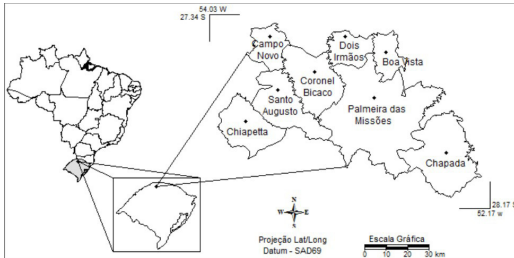 54.03 W
27.34 S
Campo
Novo
Dois
Irmãos
Boa Vista
Coronel
Bicaco
Santo
Augusto
Palmeira das
Missões
Chiapetta
Chapada
28.17 S
52.17 w
N
W E
S
Projeção Lat/Long
Datum - SAD69
Escala Gráfica
0 10 20 30 km